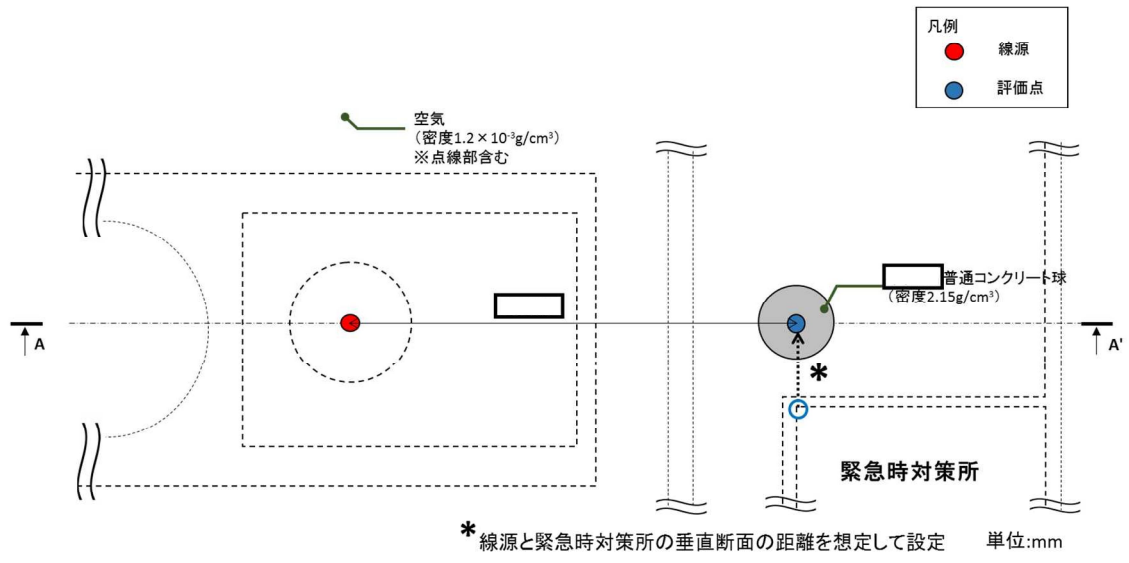 凡例
線源
評価点
空気
(密度1.2×10⁻³g/cm³)
※点線部含む
普通コンクリート球
(密度2.15g/cm³)
A
A'
*
緊急時対策所
*線源と緊急時対策所の垂直断面の距離を想定して設定
単位:mm